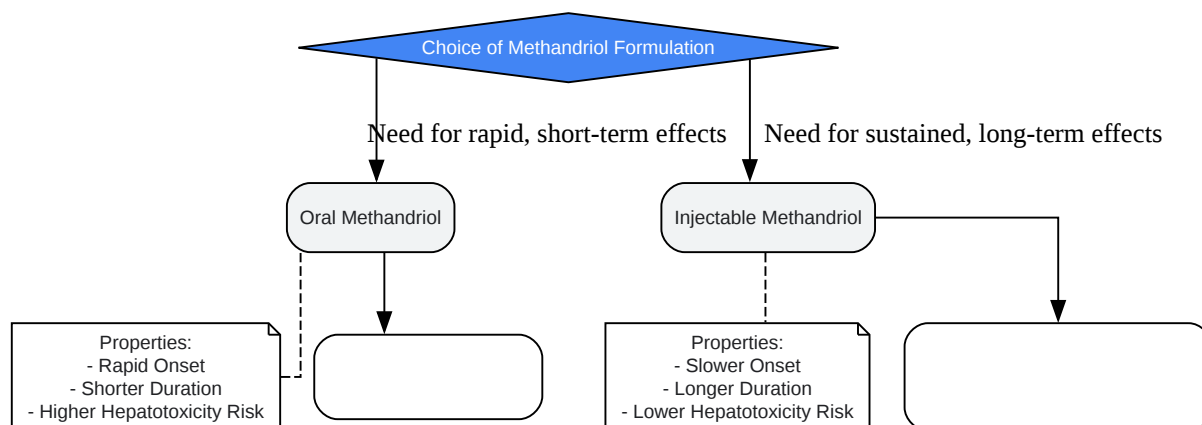 Choice of Methandriol Formulation
Need for rapid, short-term effects
Need for sustained, long-term effects
Oral Methandriol
Injectable Methandriol
Properties:
- Rapid Onset
- Shorter Duration
- Higher Hepatotoxicity Risk
Properties:
- Slower Onset
- Longer Duration
- Lower Hepatotoxicity Risk